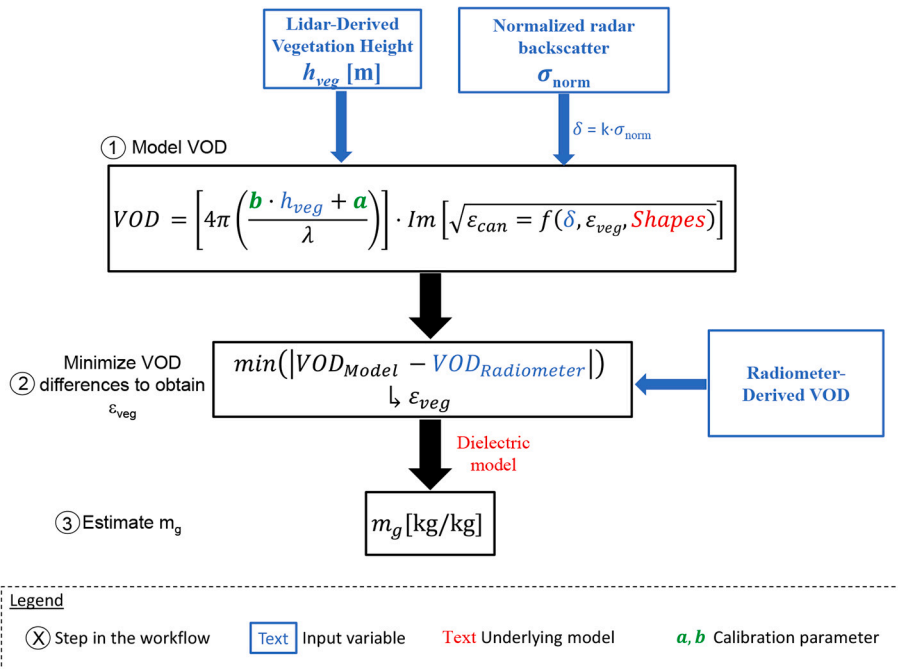 Lidar-Derived
Vegetation Height
h_veg [m]
Normalized radar
backscatter
σ_norm
δ = k·σ_norm
① Model VOD
VOD = [4π (b · h_veg + a / λ)] · Im [√ε_can = f(δ, ε_veg, Shapes)]
② Minimize VOD
differences to obtain
ε_veg
min(|VOD_Model − VOD_Radiometer|)
↳ ε_veg
Radiometer-
Derived VOD
Dielectric
model
③ Estimate m_g
m_g[kg/kg]
Legend
Ⓧ Step in the workflow
Text Input variable
Text Underlying model
a, b Calibration parameter